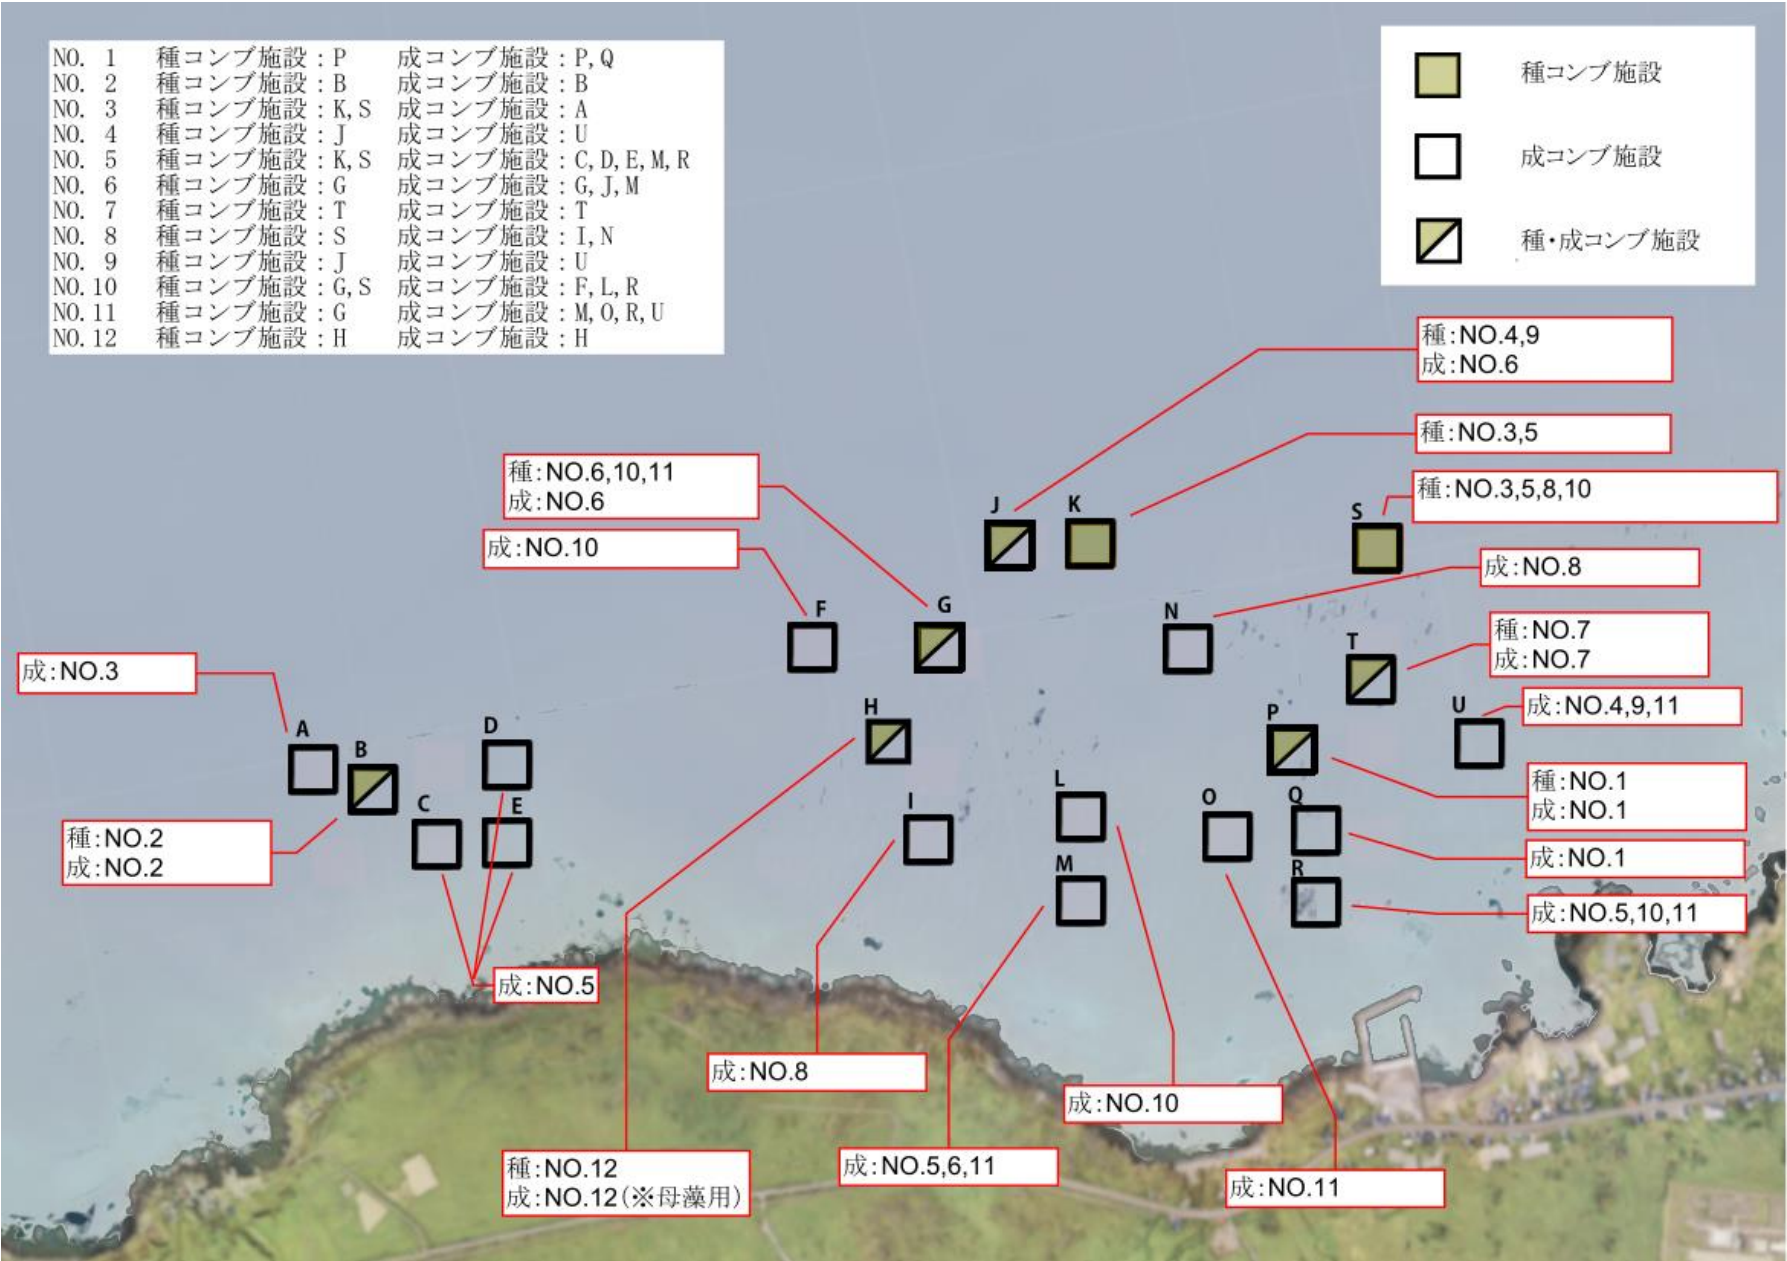 NO. 1 種コンブ施設:P 成コンブ施設:P,Q
NO. 2 種コンブ施設:B 成コンブ施設:B
NO. 3 種コンブ施設:K,S 成コンブ施設:A
NO. 4 種コンブ施設:J 成コンブ施設:U
NO. 5 種コンブ施設:K,S 成コンブ施設:C,D,E,M,R
NO. 6 種コンブ施設:G 成コンブ施設:G,J,M
NO. 7 種コンブ施設:T 成コンブ施設:T
NO. 8 種コンブ施設:S 成コンブ施設:I,N
NO. 9 種コンブ施設:J 成コンブ施設:U
NO.10 種コンブ施設:G,S 成コンブ施設:F,L,R
NO.11 種コンブ施設:G 成コンブ施設:M,O,R,U
NO.12 種コンブ施設:H 成コンブ施設:H
種コンブ施設
成コンブ施設
種・成コンブ施設
種:NO.4,9
成:NO.6
種:NO.3,5
種:NO.6,10,11
成:NO.6
種:NO.3,5,8,10
成:NO.10
成:NO.8
J
K
S
F
G
N
T
種:NO.7
成:NO.7
成:NO.3
A
B
D
H
P
U
成:NO.4,9,11
種:NO.2
成:NO.2
C
E
I
L
O
Q
種:NO.1
成:NO.1
成:NO.1
M
R
成:NO.5,10,11
成:NO.5
成:NO.8
成:NO.10
種:NO.12
成:NO.12(※母藻用)
成:NO.5,6,11
成:NO.11